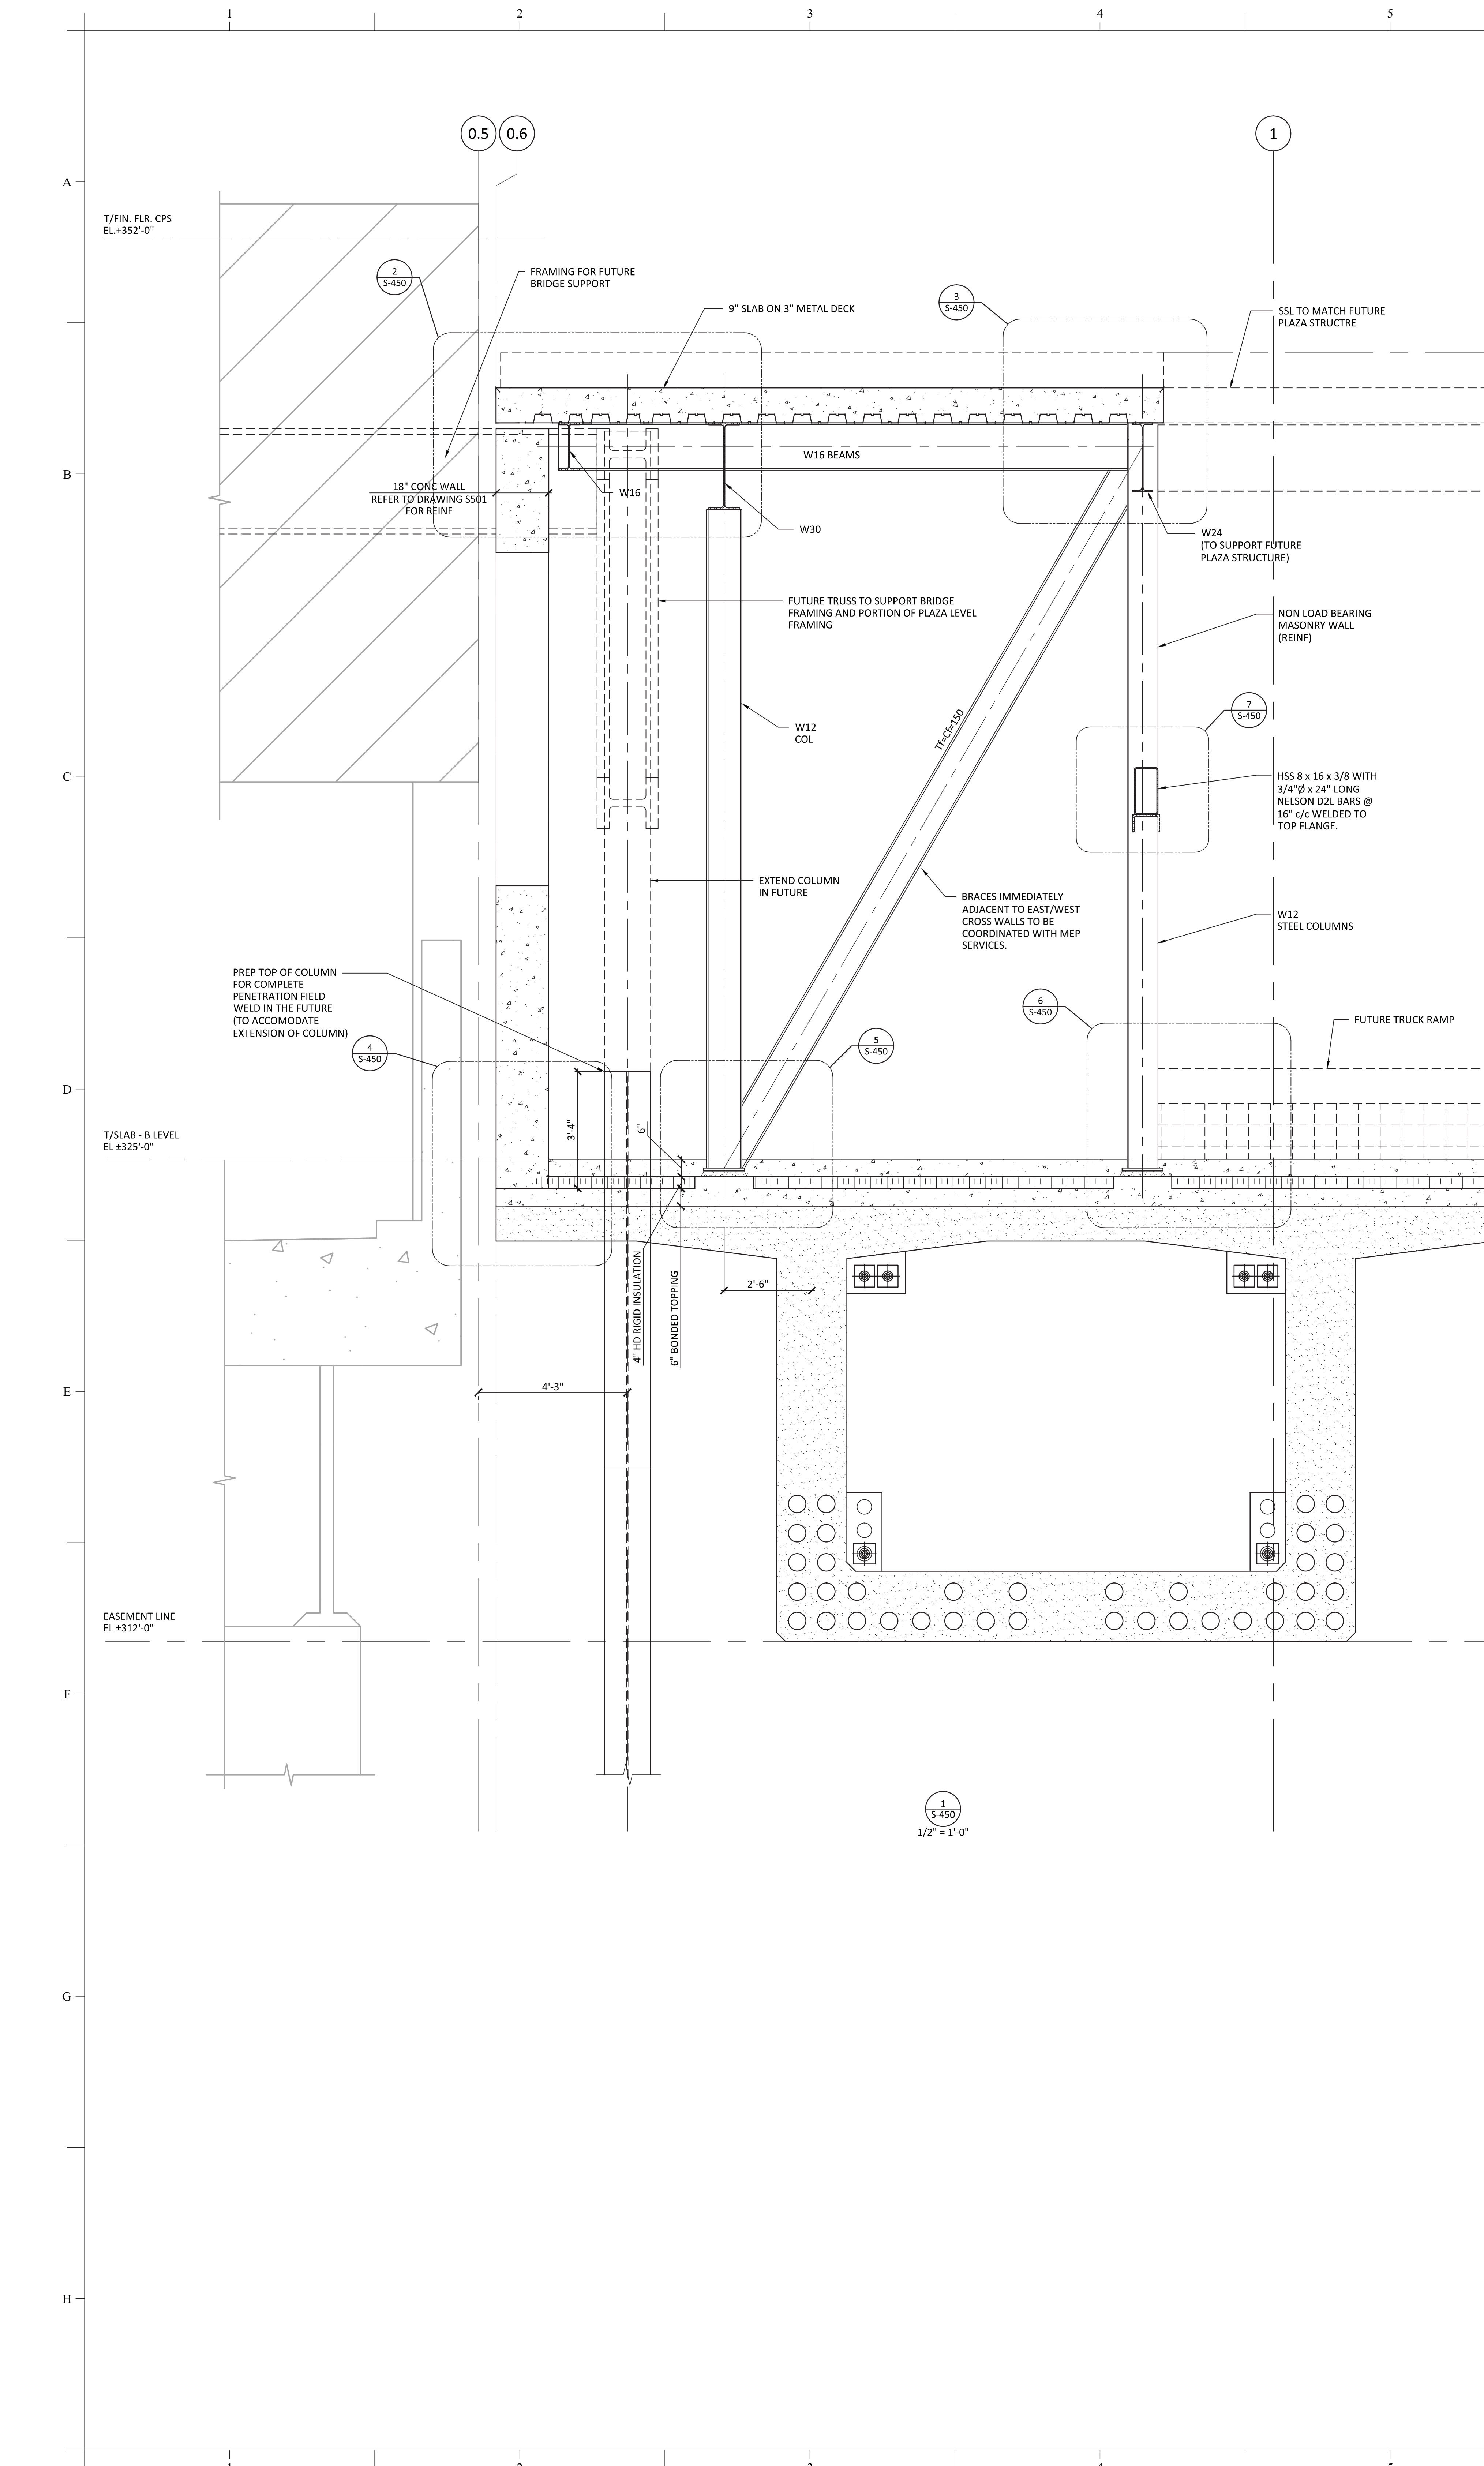 1 2 3 4 5
0.5 0.6 1
A
T/FIN. FLR. CPS
EL.+352'-0"
2
S-450
FRAMING FOR FUTURE
BRIDGE SUPPORT
9" SLAB ON 3" METAL DECK
3
S-450
SSL TO MATCH FUTURE
PLAZA STRUCTRE
B
W16 BEAMS
18" CONC WALL
REFER TO DRAWING S501
FOR REINF
W16
W30
W24
(TO SUPPORT FUTURE
PLAZA STRUCTURE)
FUTURE TRUSS TO SUPPORT BRIDGE
FRAMING AND PORTION OF PLAZA LEVEL
FRAMING
NON LOAD BEARING
MASONRY WALL
(REINF)
7
S-450
W12
COL
Tf=Cf=150
C
HSS 8 x 16 x 3/8 WITH
3/4"Ø x 24" LONG
NELSON D2L BARS @
16" c/c WELDED TO
TOP FLANGE.
EXTEND COLUMN
IN FUTURE
BRACES IMMEDIATELY
ADJACENT TO EAST/WEST
CROSS WALLS TO BE
COORDINATED WITH MEP
SERVICES.
W12
STEEL COLUMNS
PREP TOP OF COLUMN
FOR COMPLETE
PENETRATION FIELD
WELD IN THE FUTURE
(TO ACCOMODATE
EXTENSION OF COLUMN)
4
S-450
5
S-450
6
S-450
FUTURE TRUCK RAMP
D
3'-4"
6"
T/SLAB - B LEVEL
EL ±325'-0"
4" HD RIGID INSULATION
6" BONDED TOPPING
2'-6"
E
4'-3"
EASEMENT LINE
EL ±312'-0"
F
1
S-450
1/2" = 1'-0"
G
H
1 2 3 4 5